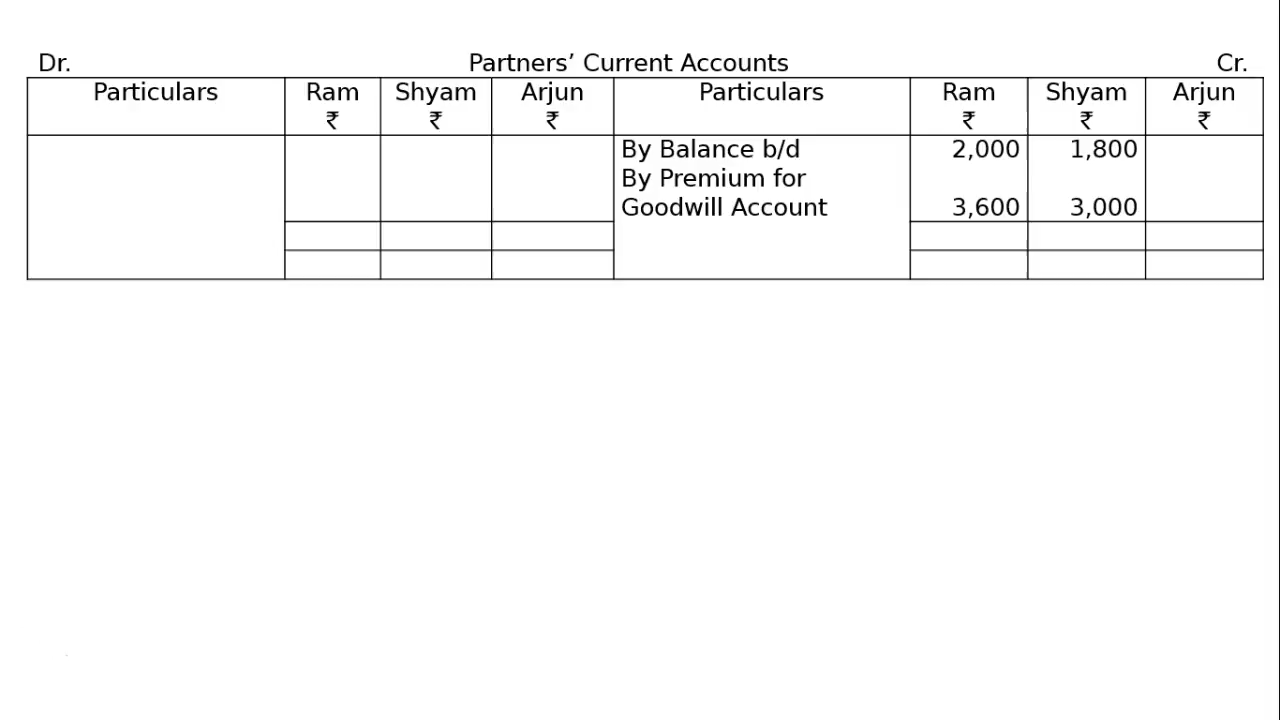 Dr. Partners’ Current Accounts Cr.
Particulars Ram Shyam Arjun Particulars Ram Shyam Arjun
₹ ₹ ₹ ₹ ₹ ₹
By Balance b/d 2,000 1,800
By Premium for
Goodwill Account 3,600 3,000